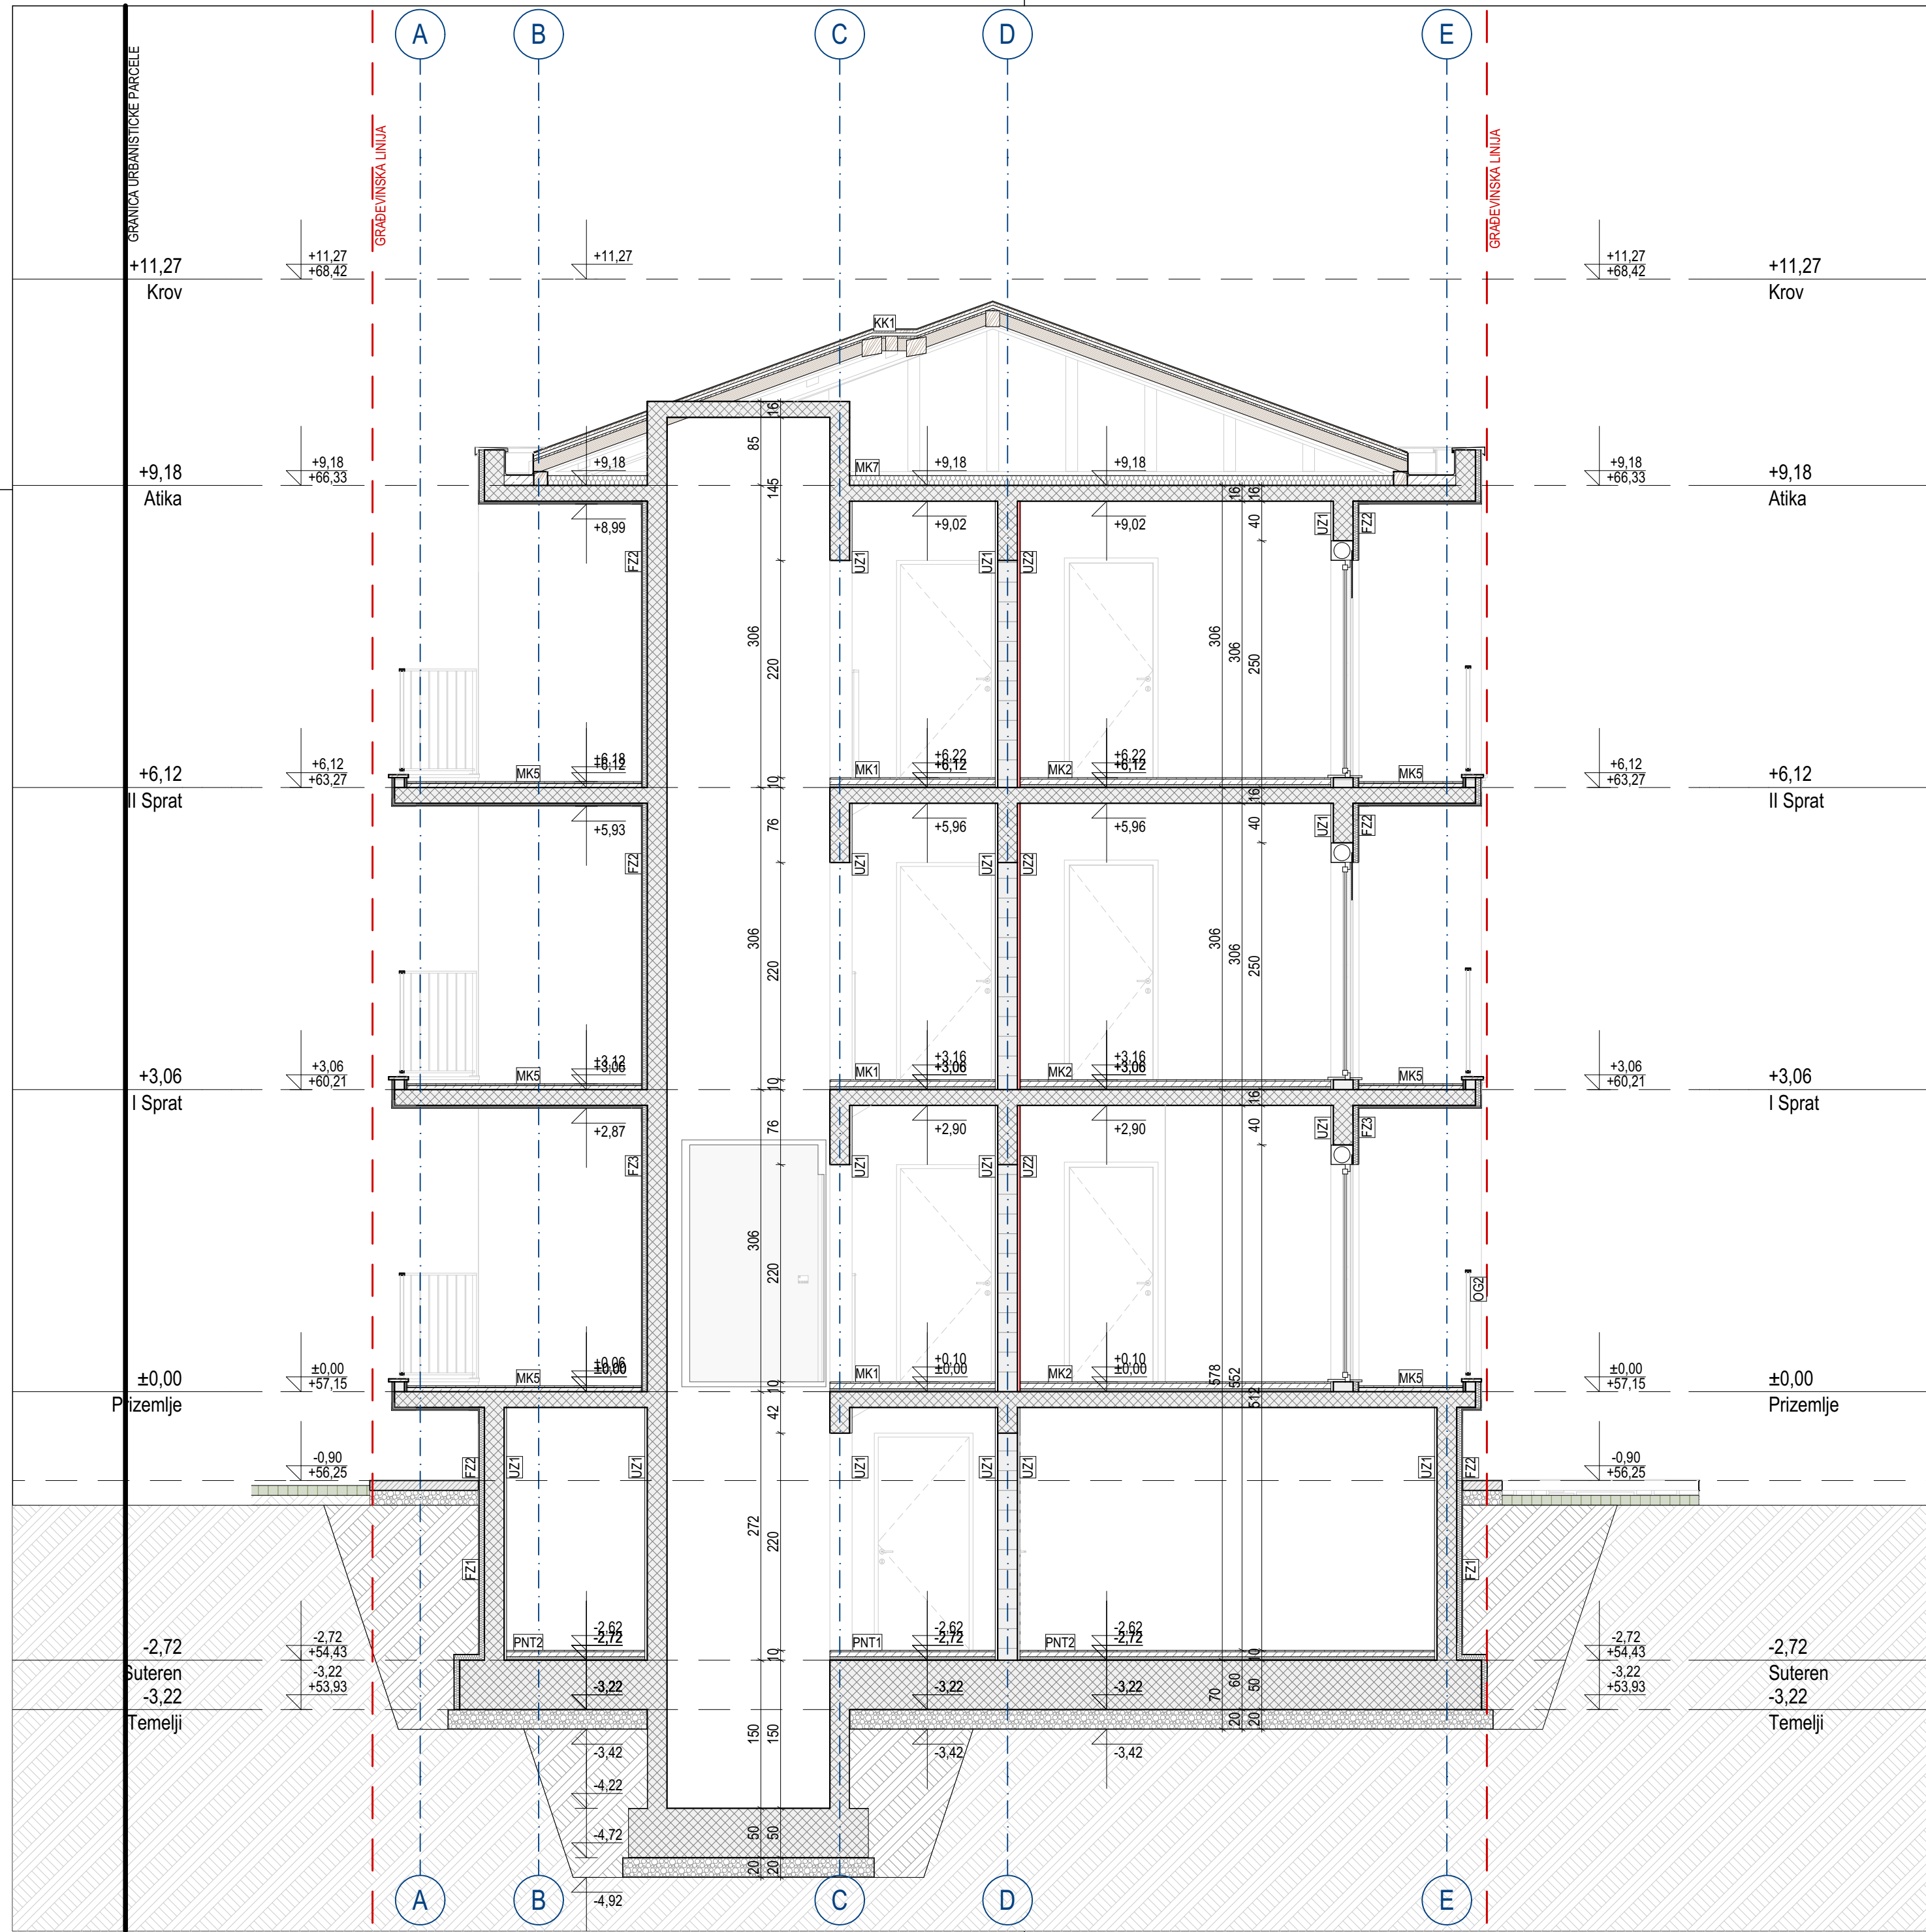 A
B
C
D
E
GRANICA URBANISTICKE PARCELE
GRAĐEVINSKA LINIJA
GRAĐEVINSKA LINIJA
+11,27
Krov
+11,27
+68,42
+11,27
+11,27
+68,42
+11,27
Krov
KK1
16
85
+9,18
Atika
+9,18
+66,33
+9,18
145
MK7
+9,18
+9,18
+9,18
+66,33
+9,18
Atika
+8,99
+9,02
+9,02
16
16
40
FZ2
UZ1
UZ1
UZ2
UZ1
FZ2
306
220
306
306
250
+6,12
II Sprat
+6,12
+63,27
MK5
+6,18
+6,12
10
MK1
+6,22
+6,12
MK2
+6,22
+6,12
MK5
+6,12
+63,27
+6,12
II Sprat
+5,93
76
+5,96
+5,96
16
40
FZ2
UZ1
UZ1
UZ2
UZ1
FZ2
306
220
306
306
250
+3,06
I Sprat
+3,06
+60,21
MK5
+3,12
+3,06
10
MK1
+3,16
+3,06
MK2
+3,16
+3,06
MK5
+3,06
+60,21
+3,06
I Sprat
+2,87
76
+2,90
+2,90
16
40
FZ3
UZ1
UZ1
UZ2
UZ1
FZ3
306
220
OG2
±0,00
Prizemlje
±0,00
+57,15
MK5
+0,06
±0,00
10
MK1
+0,10
±0,00
MK2
+0,10
±0,00
578
552
512
MK5
±0,00
+57,15
±0,00
Prizemlje
42
-0,90
+56,25
FZ2
UZ1
UZ1
UZ1
UZ1
UZ1
UZ1
FZ2
-0,90
+56,25
272
220
FZ1
FZ1
-2,72
Suteren
-2,72
+54,43
PNT2
-2,62
-2,72
10
PNT1
-2,62
-2,72
PNT2
-2,62
-2,72
10
-2,72
+54,43
-2,72
Suteren
-3,22
Temelji
-3,22
+53,93
-3,22
-3,22
-3,22
70
60
50
20
20
-3,22
+53,93
-3,22
Temelji
-3,42
150
150
-3,42
-3,42
-4,22
-4,72
50
50
20
20
-4,92
A
B
C
D
E